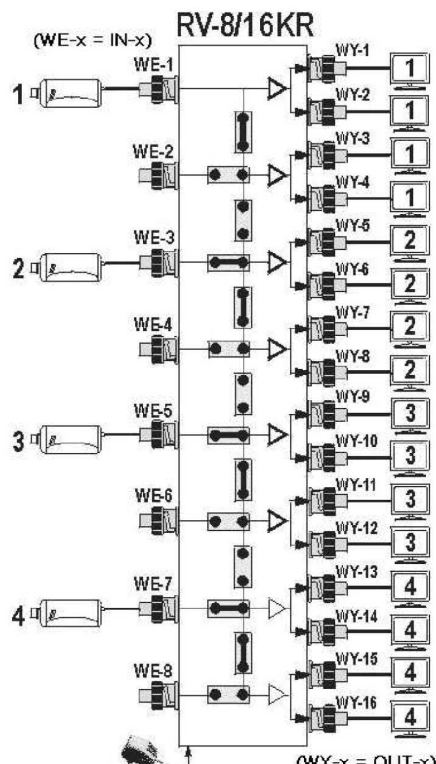 RV-8/16KR
(WE-x = IN-x)
WE-1
WY-1
1
1
WY-2
1
WE-2
WY-3
1
WY-4
1
WE-3
WY-5
2
2
WY-6
2
WE-4
WY-7
2
WY-8
2
WE-5
WY-9
3
3
WY-10
3
WE-6
WY-11
3
WY-12
3
WE-7
WY-13
4
4
WY-14
4
WE-8
WY-15
4
WY-16
4
(WY-x = OUT-x)